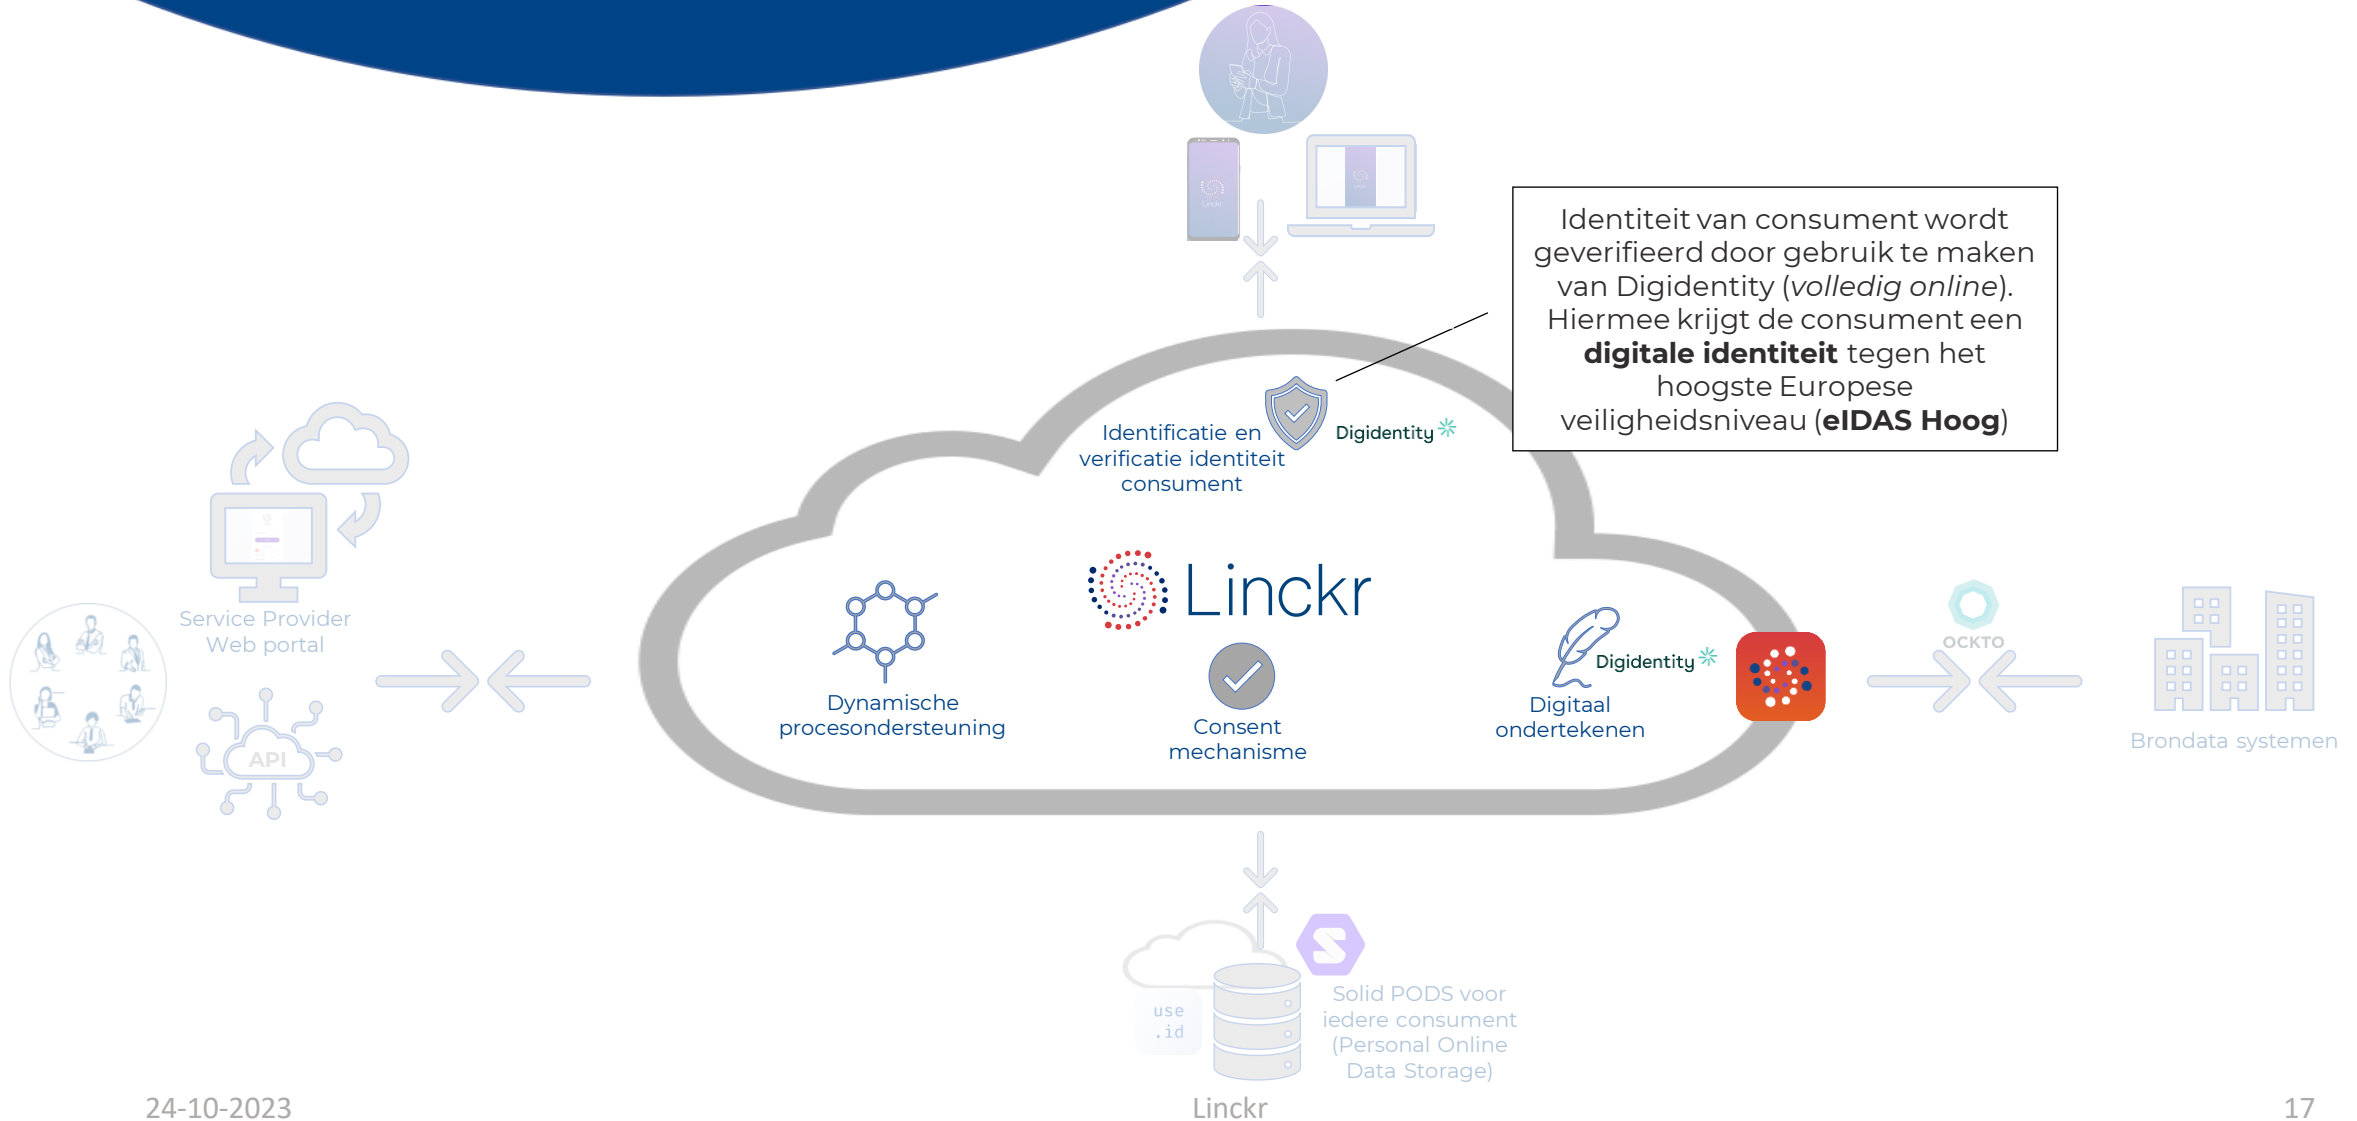 Linckr
Identiteit van consument wordt
geverifieerd door gebruik te maken
van Digidentity (volledig online).
Hiermee krijgt de consument een
digitale identiteit tegen het
hoogste Europese
veiligheidsniveau (eIDAS Hoog)
Identificatie en
verificatie identiteit
consument
Digidentity
Service Provider
Web portal
API
Linckr
Dynamische
procesondersteuning
Consent
mechanisme
Digidentity
Digitaal
ondertekenen
OCKTO
Brondata systemen
use
.id
Solid PODS voor
iedere consument
(Personal Online
Data Storage)
24-10-2023
Linckr
17